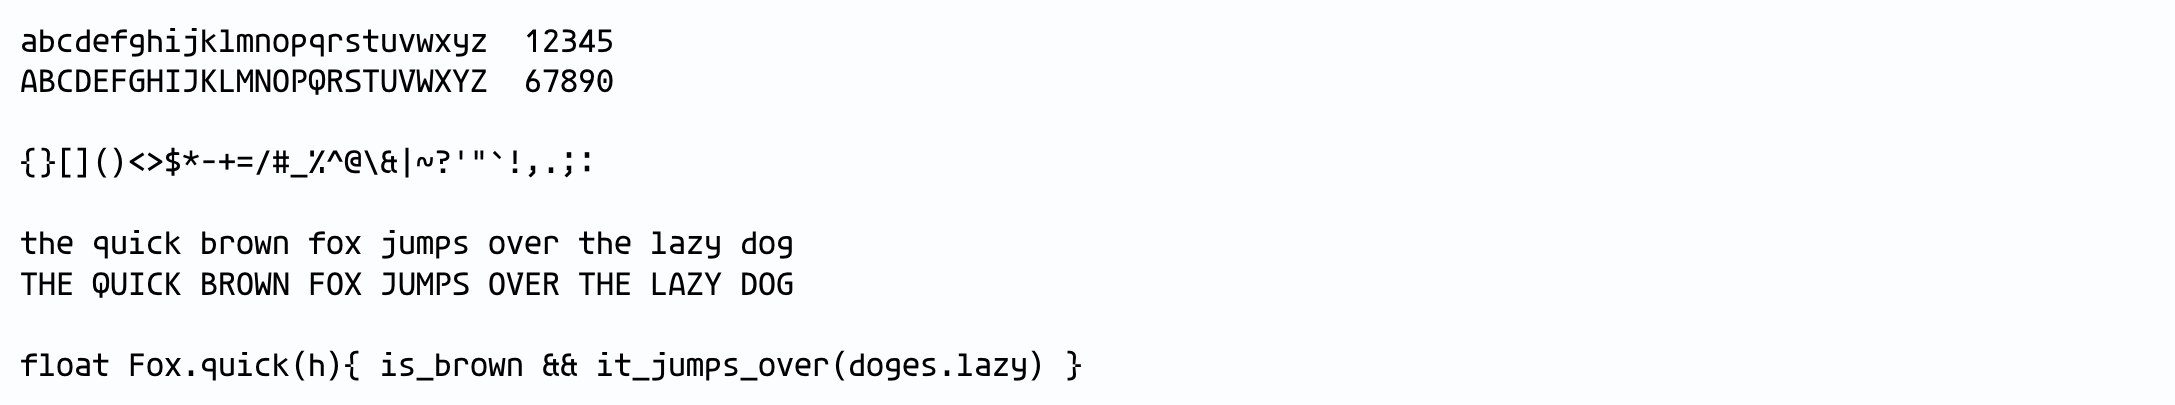 abcdefghijklmnopqrstuvwxyz  12345
ABCDEFGHIJKLMNOPQRSTUVWXYZ  67890
{}[]()<>$*-+=/#_%^@\&|~?'"`!,.;:
the quick brown fox jumps over the lazy dog
THE QUICK BROWN FOX JUMPS OVER THE LAZY DOG
float Fox.quick(h){ is_brown && it_jumps_over(doges.lazy) }